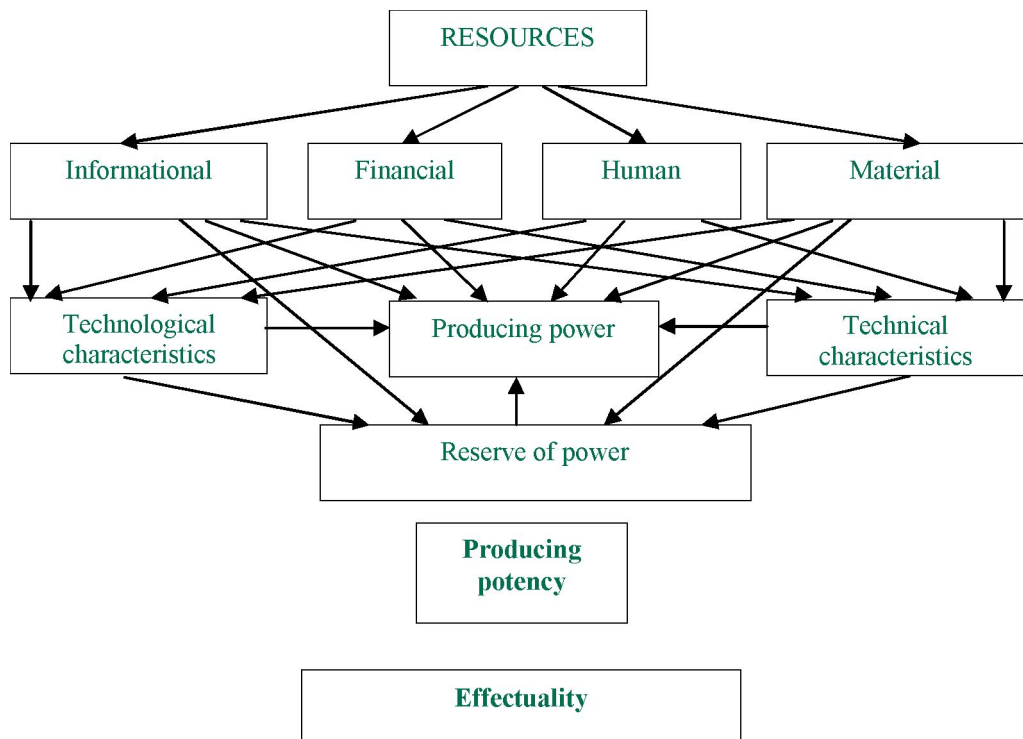 RESOURCES
Informational
Financial
Human
Material
Technological
characteristics
Producing power
Technical
characteristics
Reserve of power
Producing
potency
Effectuality